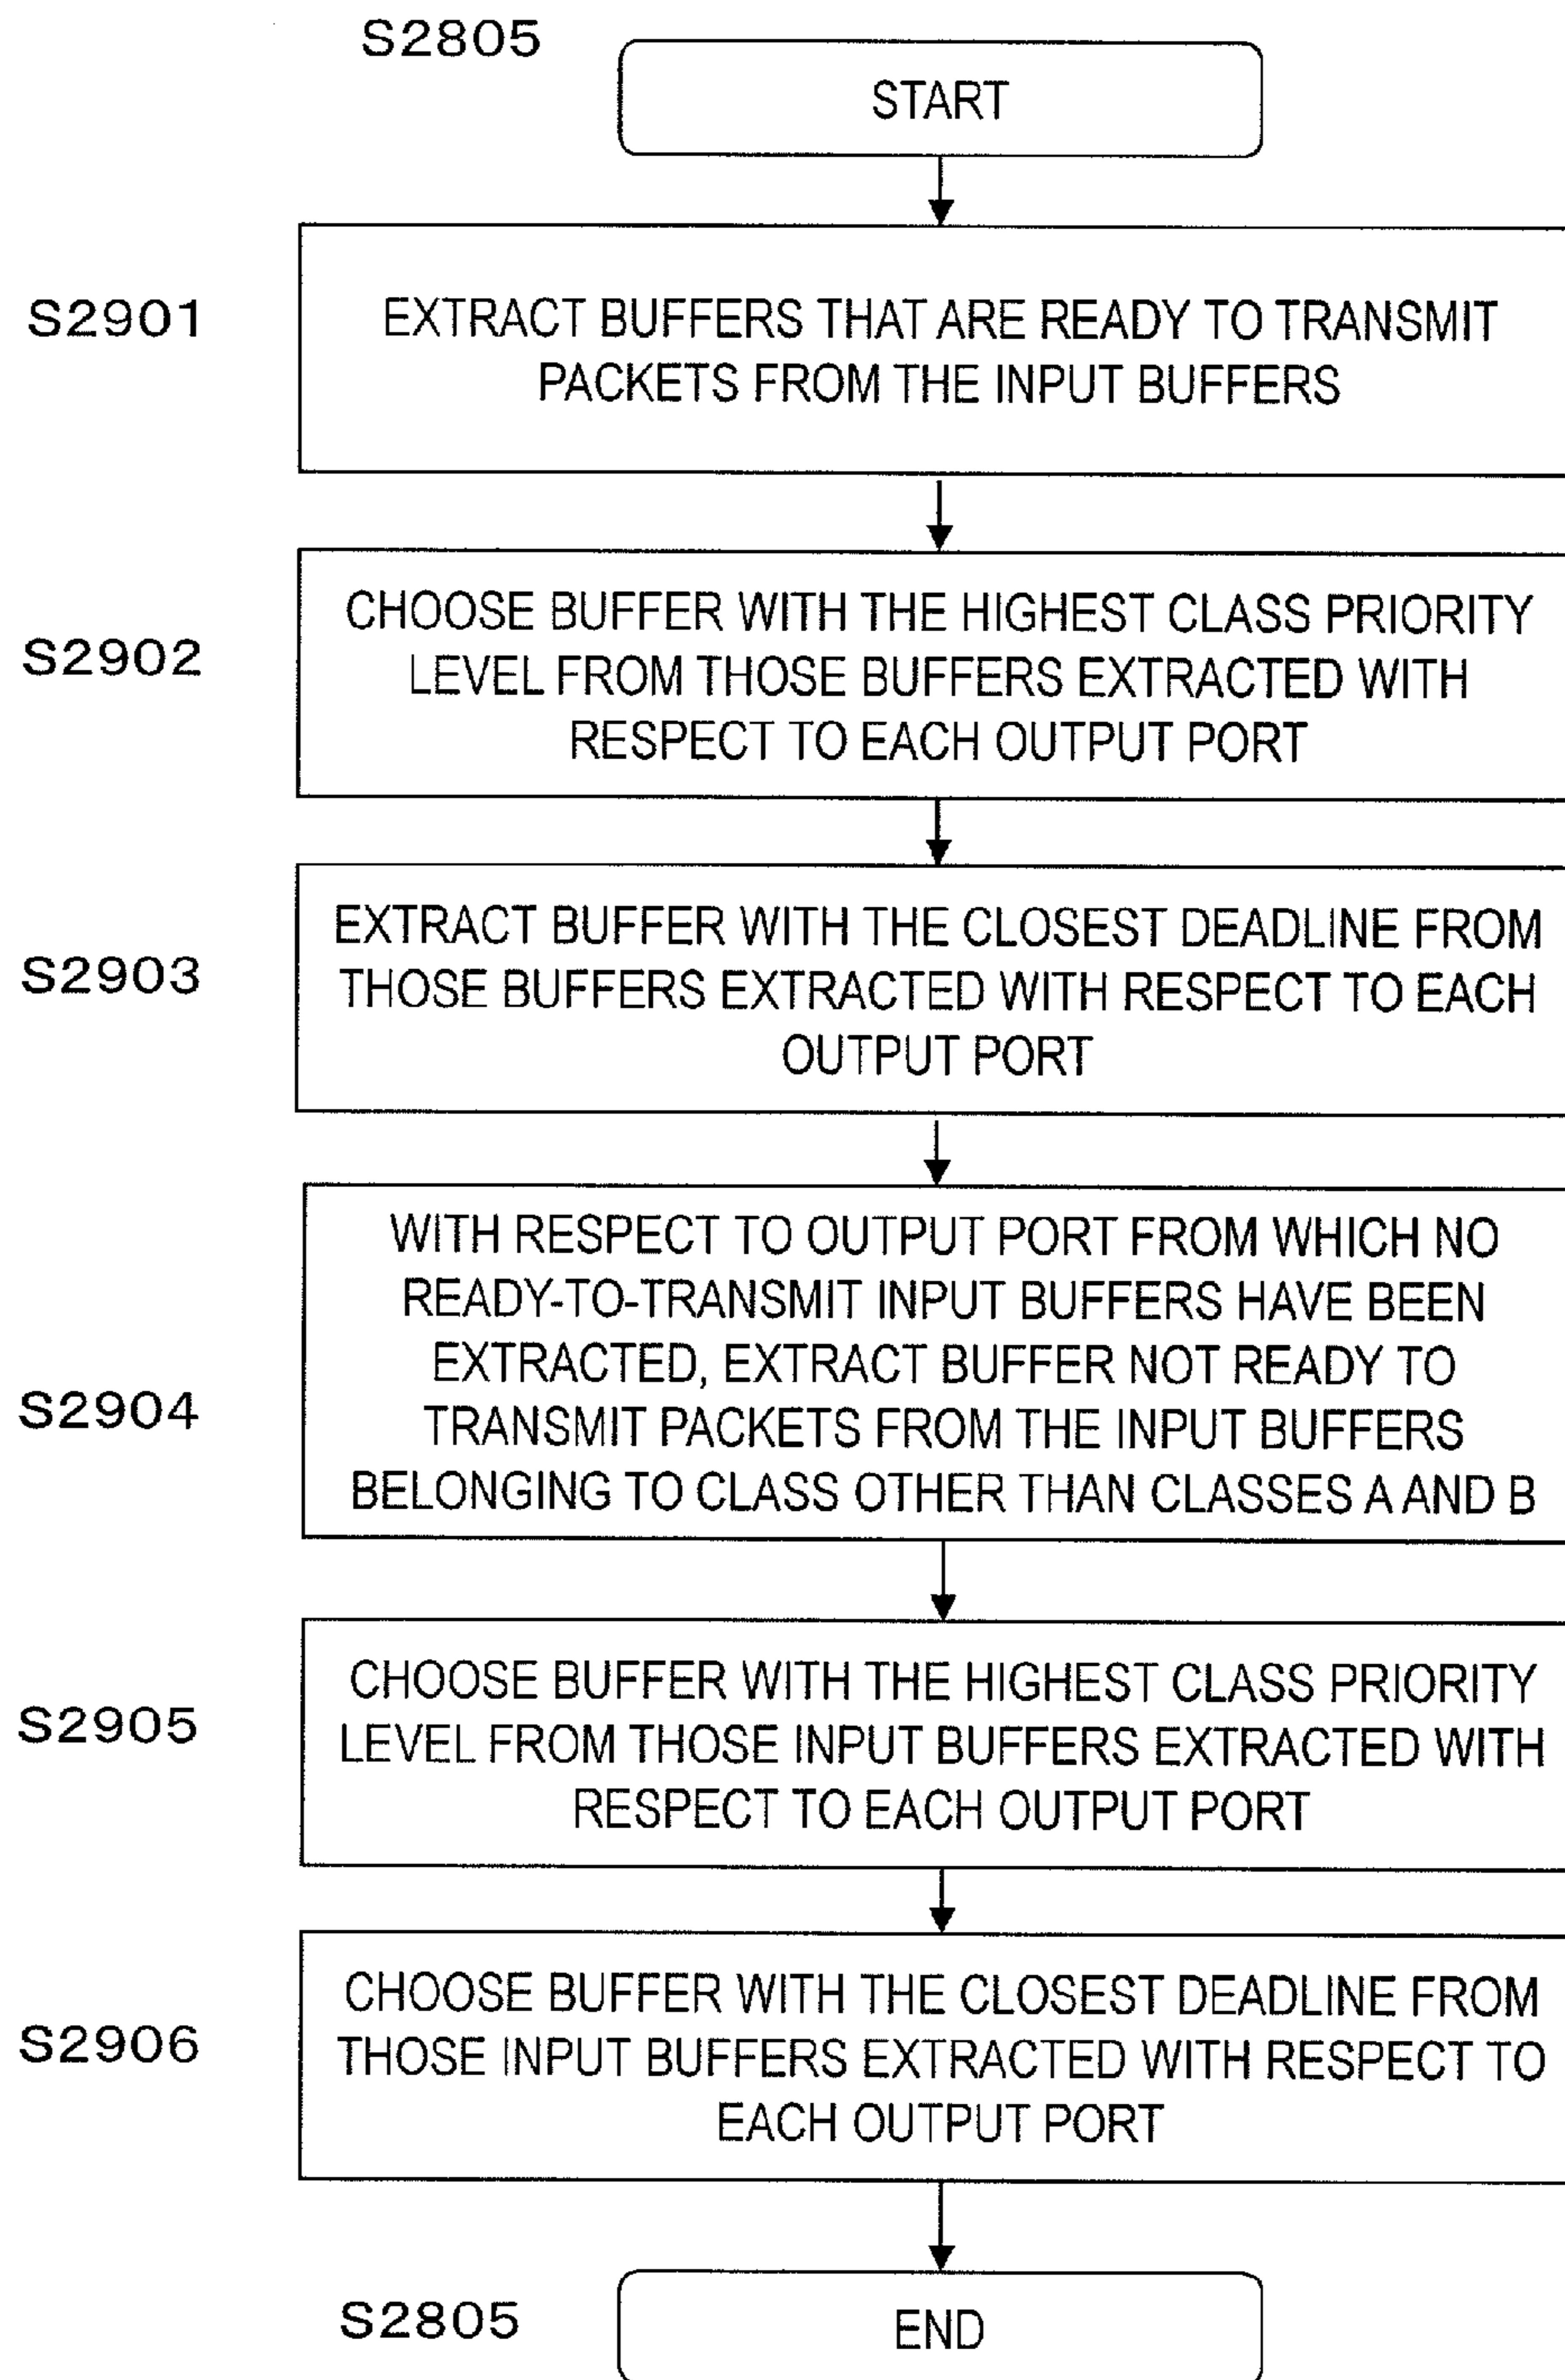 S2805
START
S2901
EXTRACT BUFFERS THAT ARE READY TO TRANSMIT
PACKETS FROM THE INPUT BUFFERS
S2902
CHOOSE BUFFER WITH THE HIGHEST CLASS PRIORITY
LEVEL FROM THOSE BUFFERS EXTRACTED WITH
RESPECT TO EACH OUTPUT PORT
S2903
EXTRACT BUFFER WITH THE CLOSEST DEADLINE FROM
THOSE BUFFERS EXTRACTED WITH RESPECT TO EACH
OUTPUT PORT
S2904
WITH RESPECT TO OUTPUT PORT FROM WHICH NO
READY-TO-TRANSMIT INPUT BUFFERS HAVE BEEN
EXTRACTED, EXTRACT BUFFER NOT READY TO
TRANSMIT PACKETS FROM THE INPUT BUFFERS
BELONGING TO CLASS OTHER THAN CLASSES A AND B
S2905
CHOOSE BUFFER WITH THE HIGHEST CLASS PRIORITY
LEVEL FROM THOSE INPUT BUFFERS EXTRACTED WITH
RESPECT TO EACH OUTPUT PORT
S2906
CHOOSE BUFFER WITH THE CLOSEST DEADLINE FROM
THOSE INPUT BUFFERS EXTRACTED WITH RESPECT TO
EACH OUTPUT PORT
S2805
END